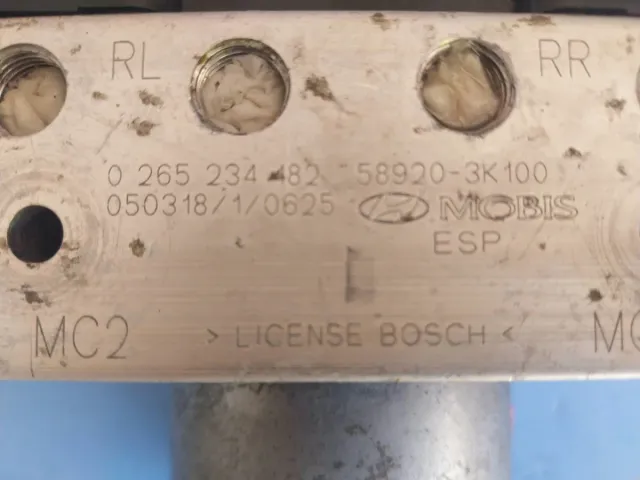 RL RR
0 265 234 482 58920-3K100
050318/1/0625 MOBIS
ESP
MC2
> LICENSE BOSCH <